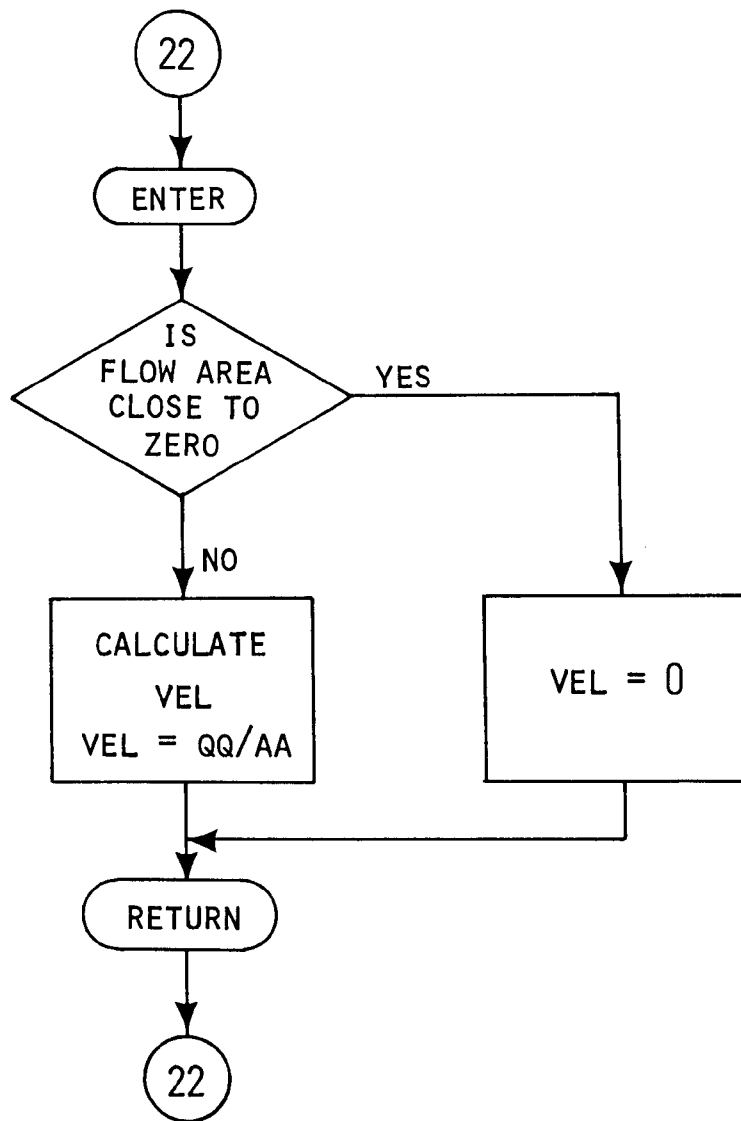 22
ENTER
IS
FLOW AREA
CLOSE TO
ZERO
YES
NO
CALCULATE
VEL
VEL = QQ/AA
VEL = 0
RETURN
22